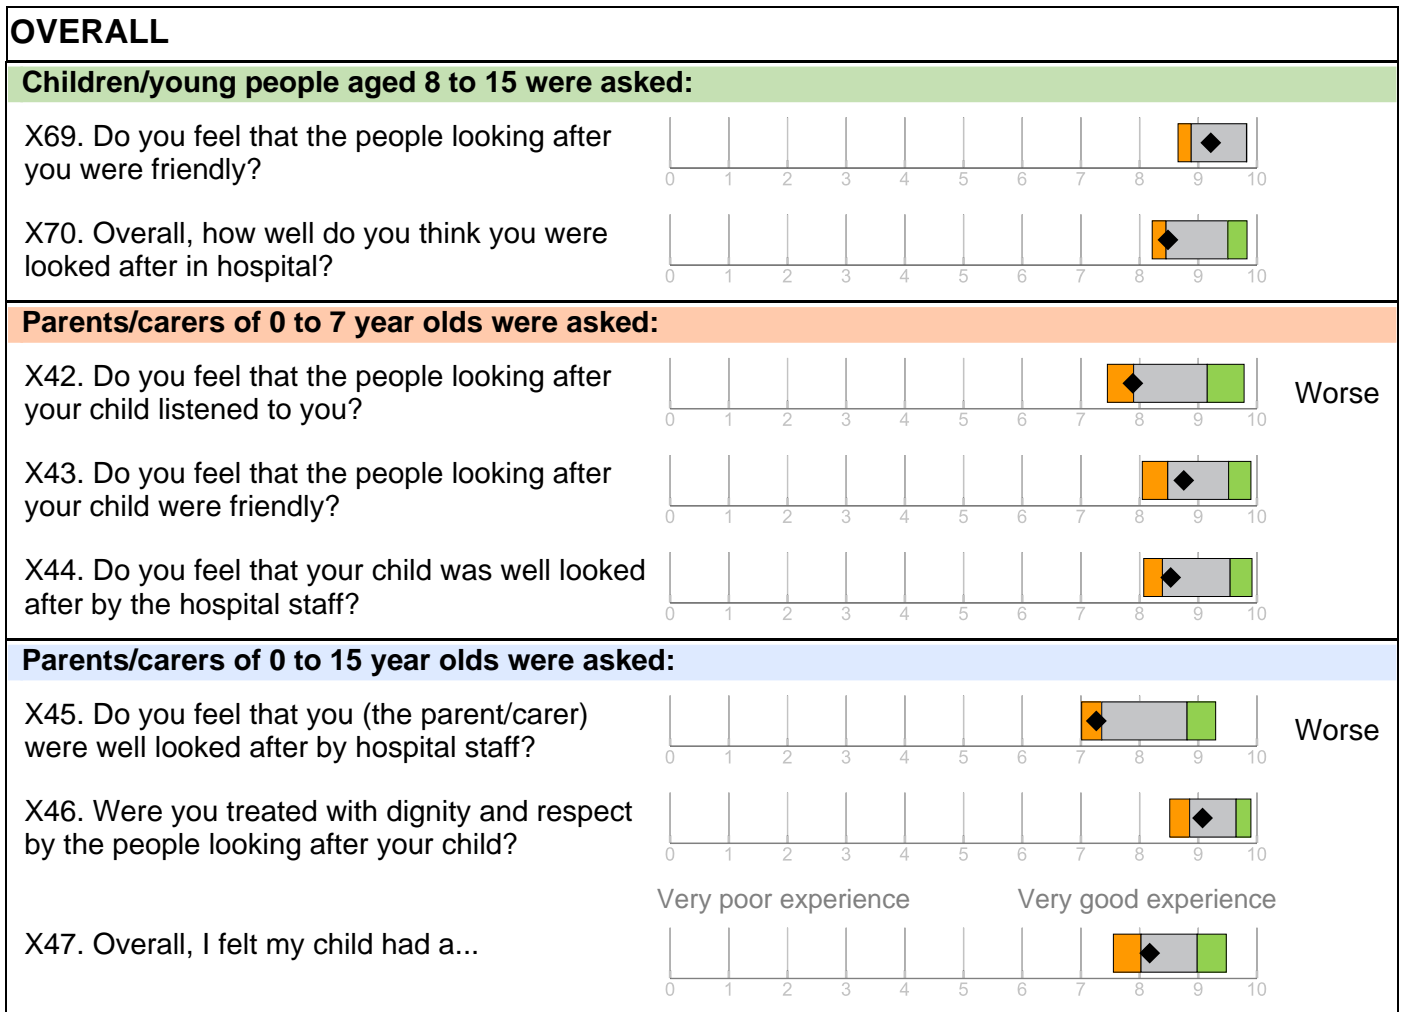 OVERALL
Children/young people aged 8 to 15 were asked:
X69. Do you feel that the people looking after
you were friendly?
0 1 2 3 4 5 6 7 8 9 10
X70. Overall, how well do you think you were
looked after in hospital?
0 1 2 3 4 5 6 7 8 9 10
Parents/carers of 0 to 7 year olds were asked:
X42. Do you feel that the people looking after
your child listened to you?
Worse
0 1 2 3 4 5 6 7 8 9 10
X43. Do you feel that the people looking after
your child were friendly?
0 1 2 3 4 5 6 7 8 9 10
X44. Do you feel that your child was well looked
after by the hospital staff?
0 1 2 3 4 5 6 7 8 9 10
Parents/carers of 0 to 15 year olds were asked:
X45. Do you feel that you (the parent/carer)
were well looked after by hospital staff?
Worse
0 1 2 3 4 5 6 7 8 9 10
X46. Were you treated with dignity and respect
by the people looking after your child?
0 1 2 3 4 5 6 7 8 9 10
Very poor experience Very good experience
X47. Overall, I felt my child had a...
0 1 2 3 4 5 6 7 8 9 10